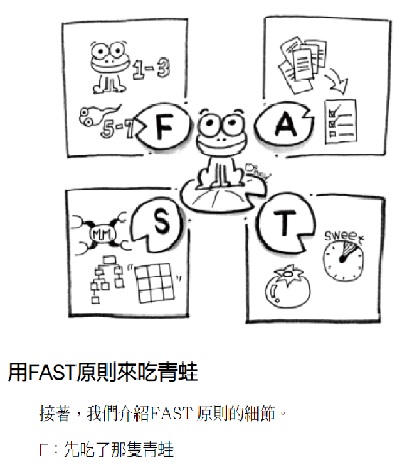 1-3
5-7
F
A
MM
S
T
" "
Sweek
用FAST原則來吃青蛙
接著，我們介紹FAST 原則的細節。
F：先吃了那隻青蛙